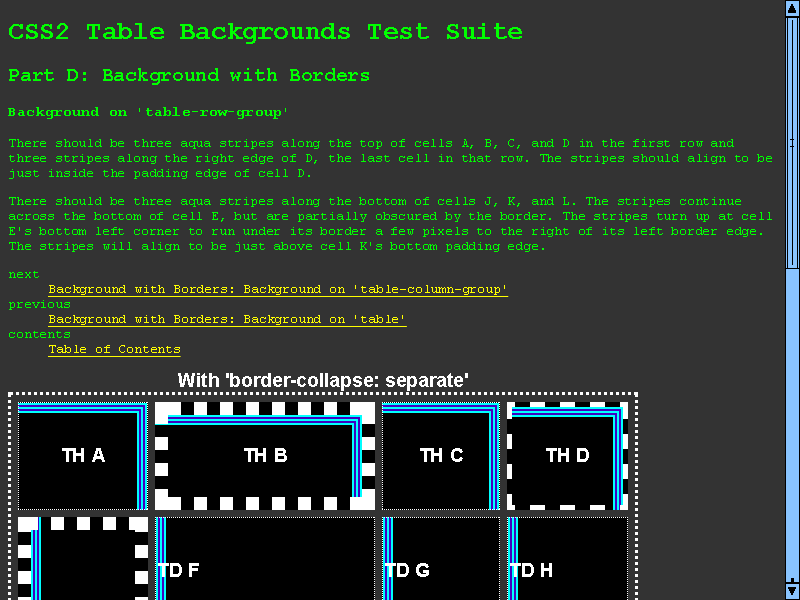 CSS2 Table Backgrounds Test Suite
Part D: Background with Borders
Background on 'table-row-group'
There should be three aqua stripes along the top of cells A, B, C, and D in the first row and
three stripes along the right edge of D, the last cell in that row. The stripes should align to be
just inside the padding edge of cell D.
There should be three aqua stripes along the bottom of cells J, K, and L. The stripes continue
across the bottom of cell E, but are partially obscured by the border. The stripes turn up at cell
E's bottom left corner to run under its border a few pixels to the right of its left border edge.
The stripes will align to be just above cell K's bottom padding edge.
next
Background with Borders: Background on 'table-column-group'
previous
Background with Borders: Background on 'table'
contents
Table of Contents
With 'border-collapse: separate'
TH A TH B TH C TH D
TD F TD G TD H